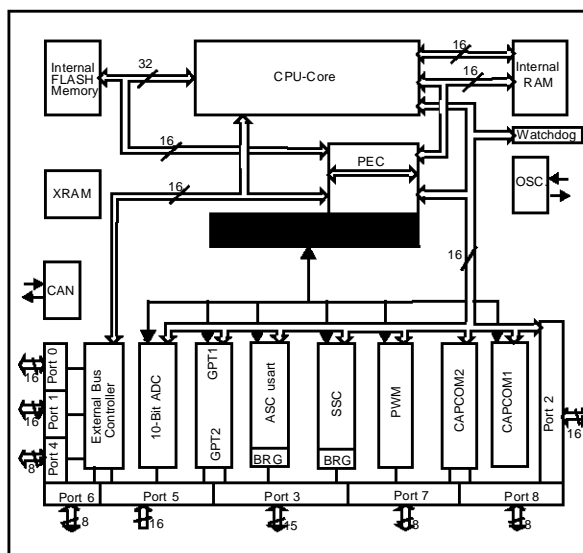 Internal
FLASH
Memory
32
CPU-Core
16
16
Internal
RAM
Watchdog
16
PEC
XRAM
16
OSC.
16
CAN
Port 0
16
Port 1
16
Port 4
8
External Bus
Controller
10-Bit ADC
GPT1
GPT2
ASC usart
BRG
SSC
BRG
PWM
CAPCOM2
CAPCOM1
Port 2
16
Port 6
Port 5
Port 3
Port 7
Port 8
8
16
15
8
8